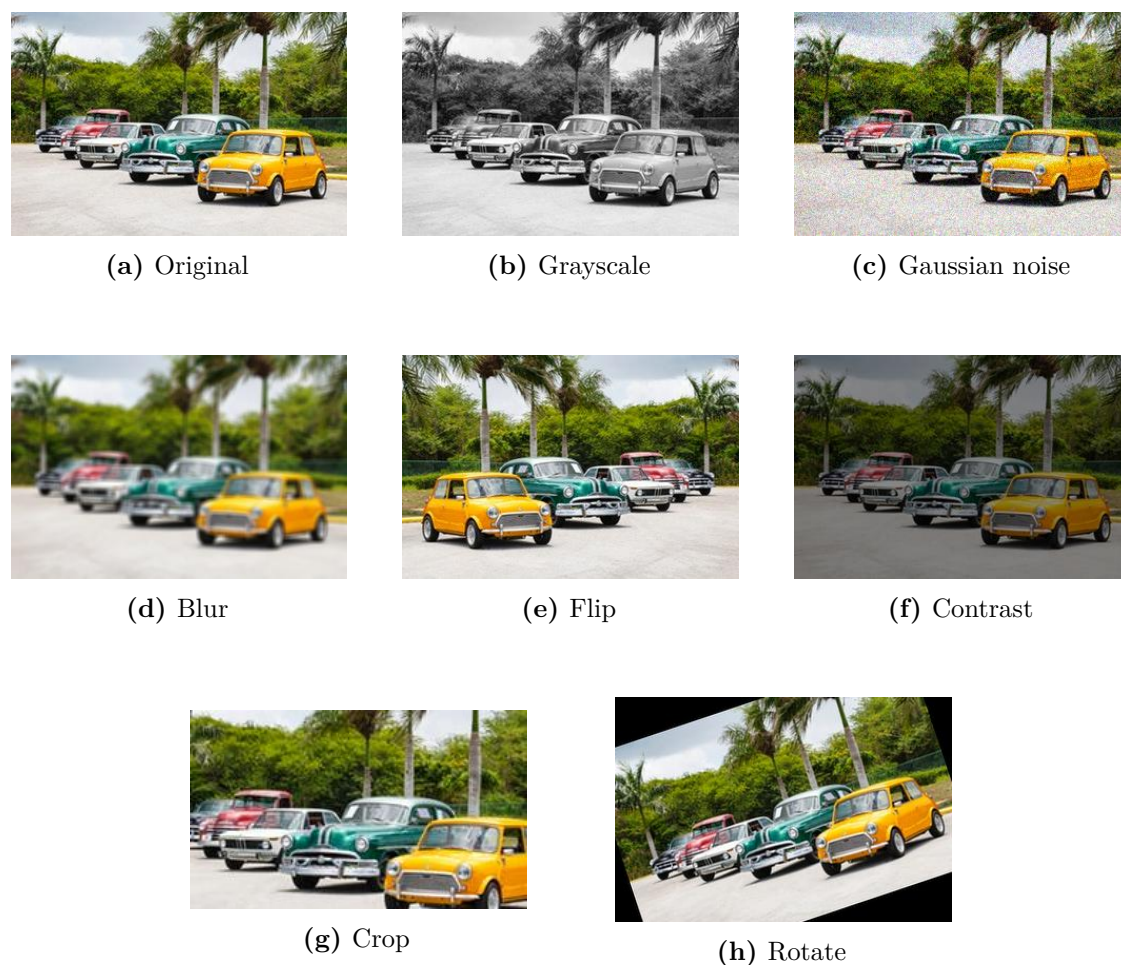 (a) Original
(b) Grayscale
(c) Gaussian noise
(d) Blur
(e) Flip
(f) Contrast
(g) Crop
(h) Rotate